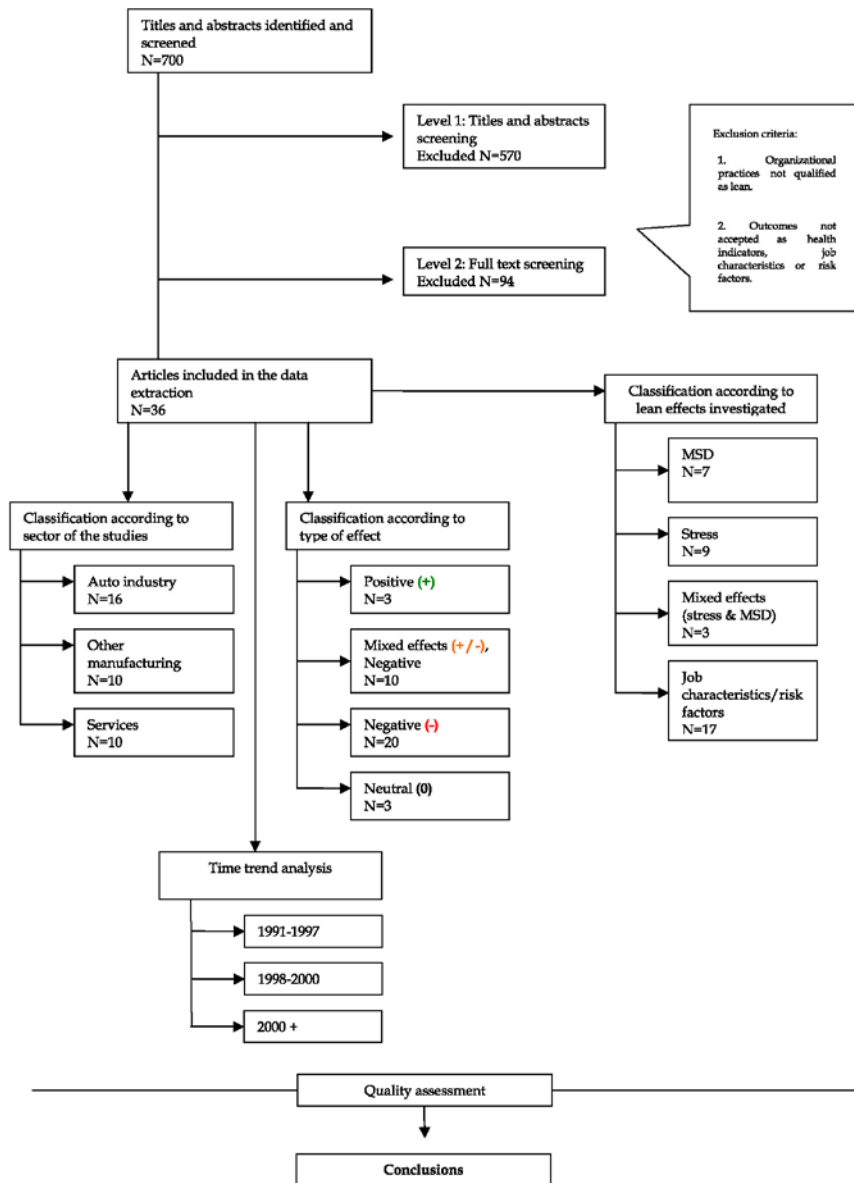 Titles and abstracts identified and
screened
N=700
Level 1: Titles and abstracts
screening
Excluded N=570
Exclusion criteria:
1. Organizational
practices not qualified
as lean.
2. Outcomes not
accepted as health
indicators, job
characteristics or risk
factors.
Level 2: Full text screening
Excluded N=94
Articles included in the data
extraction
N=36
Classification according to
lean effects investigated
MSD
N=7
Stress
N=9
Mixed effects
(stress & MSD)
N=3
Job
characteristics/risk
factors
N=17
Classification according to
sector of the studies
Auto industry
N=16
Other
manufacturing
N=10
Services
N=10
Classification according to
type of effect
Positive (+)
N=3
Mixed effects (+/-),
Negative
N=10
Negative (-)
N=20
Neutral (0)
N=3
Time trend analysis
1991-1997
1998-2000
2000 +
Quality assessment
Conclusions